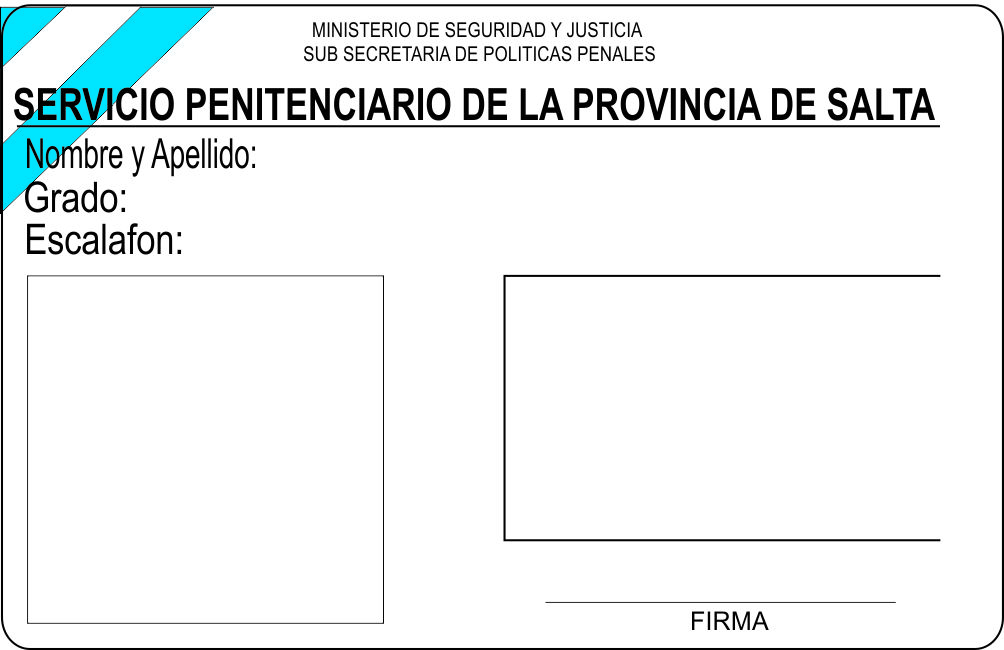 MINISTERIO DE SEGURIDAD Y JUSTICIA
SUB SECRETARIA DE POLITICAS PENALES
SERVICIO PENITENCIARIO DE LA PROVINCIA DE SALTA
Nombre y Apellido:
Grado:
Escalafon:
FIRMA